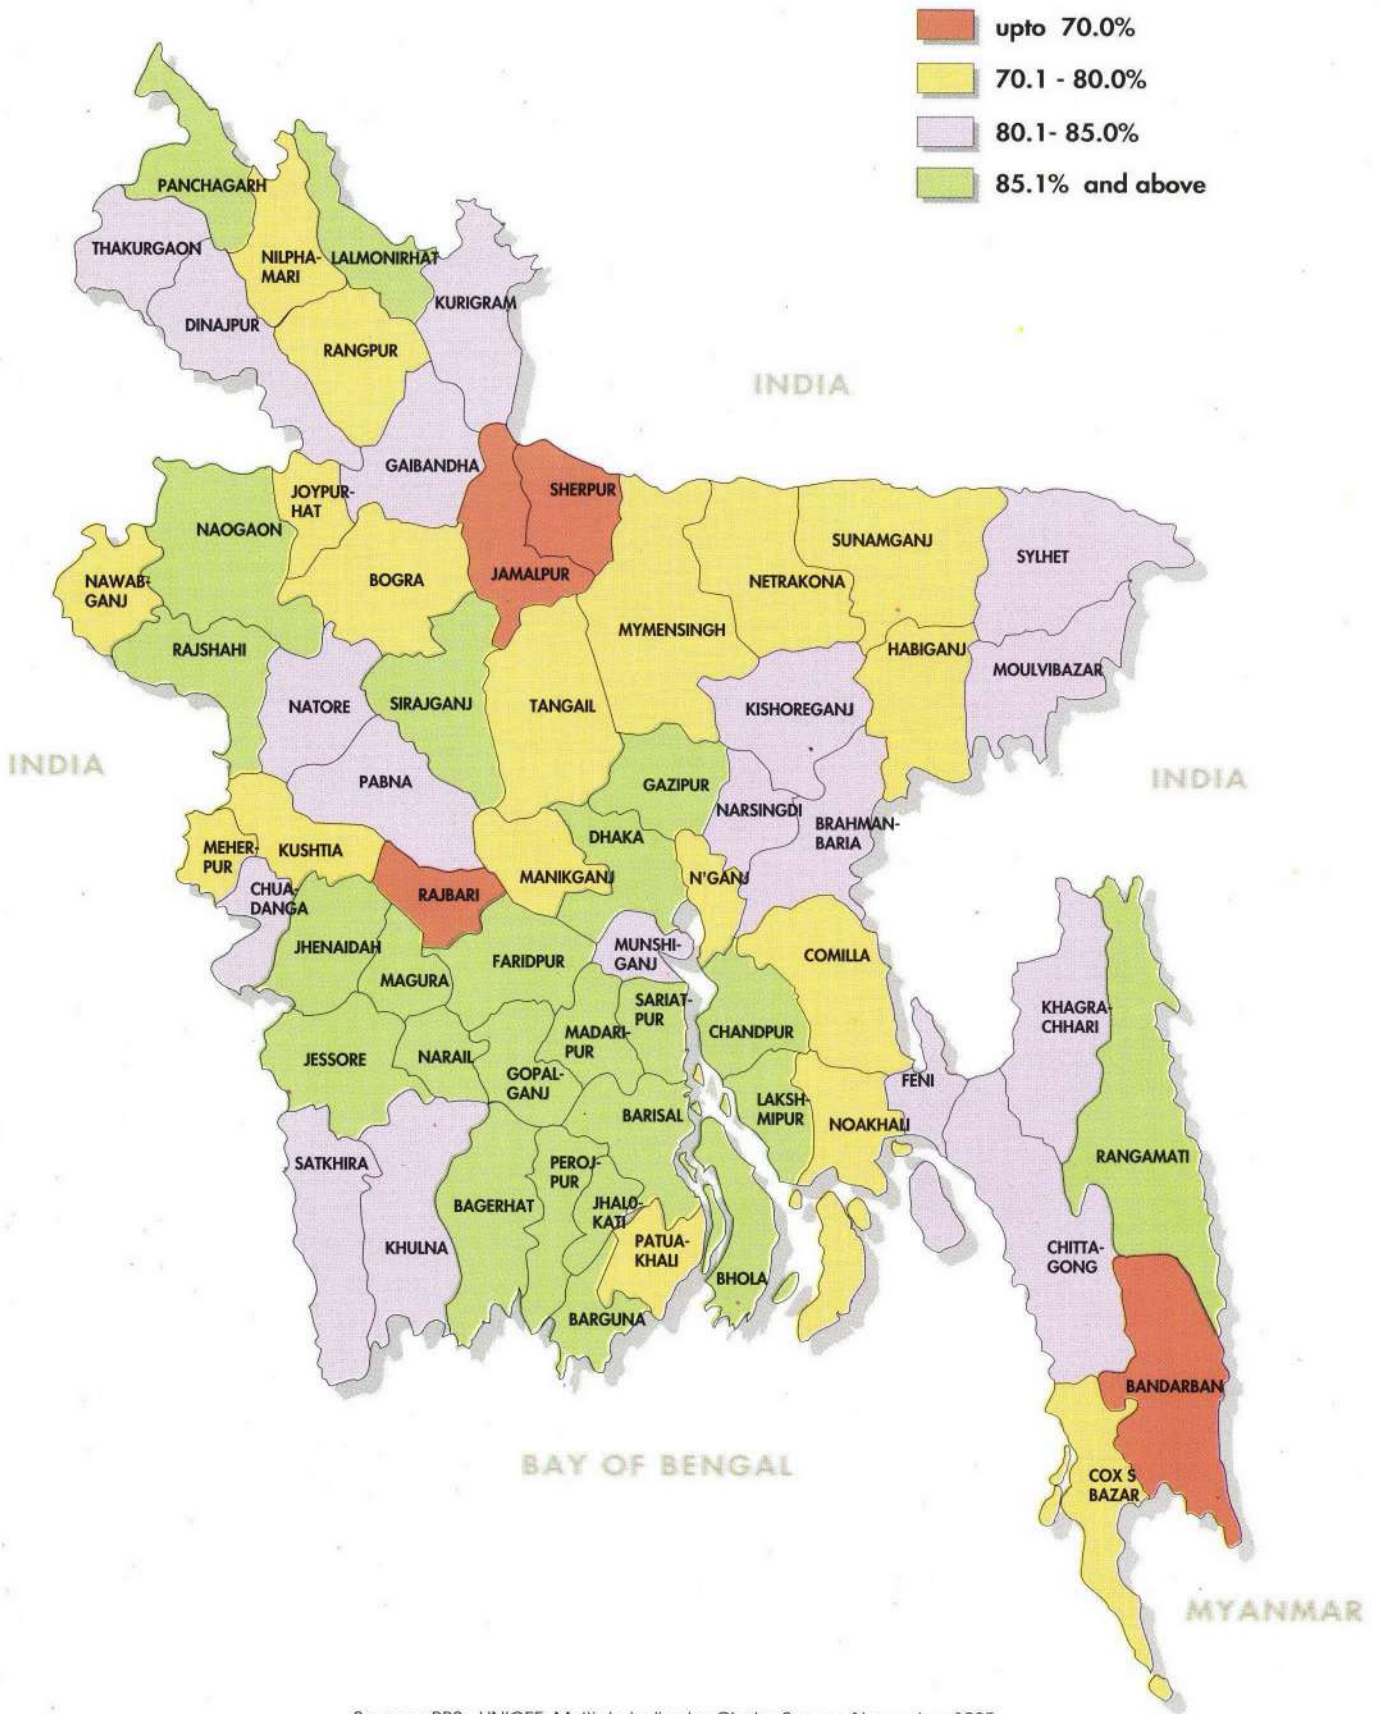 upto 70.0%
70.1 - 80.0%
80.1- 85.0%
85.1% and above
PANCHAGARH
THAKURGAON
NILPHA-
MARI
LALMONIRHAT
KURIGRAM
DINAJPUR
RANGPUR
INDIA
GAIBANDHA
JOYPUR-
HAT
SHERPUR
NAOGAON
SUNAMGANJ
SYLHET
NAWAB-
GANJ
BOGRA
JAMALPUR
NETRAKONA
MYMENSINGH
RAJSHAHI
HABIGANJ
MOULVIBAZAR
NATORE
SIRAJGANJ
TANGAIL
KISHOREGANJ
INDIA
PABNA
GAZIPUR
INDIA
NARSINGDI
BRAHMAN-
BARIA
DHAKA
MEHER-
PUR
KUSHTIA
MANIKGANJ
N'GANJ
CHUA-
DANGA
RAJBARI
JHENAIDAH
MAGURA
FARIDPUR
MUNSHI-
GANJ
COMILLA
SARIAT-
PUR
KHAGRA-
CHHARI
MADARI-
PUR
CHANDPUR
JESSORE
NARAIL
GOPAL-
GANJ
FENI
BARISAL
LAKSH-
MIPUR
NOAKHALI
SATKHIRA
PEROJ-
PUR
RANGAMATI
BAGERHAT
JHALO-
KATI
KHULNA
PATUA-
KHALI
CHITTA-
GONG
BHOLA
BARGUNA
BANDARBAN
BAY OF BENGAL
COX S
BAZAR
MYANMAR